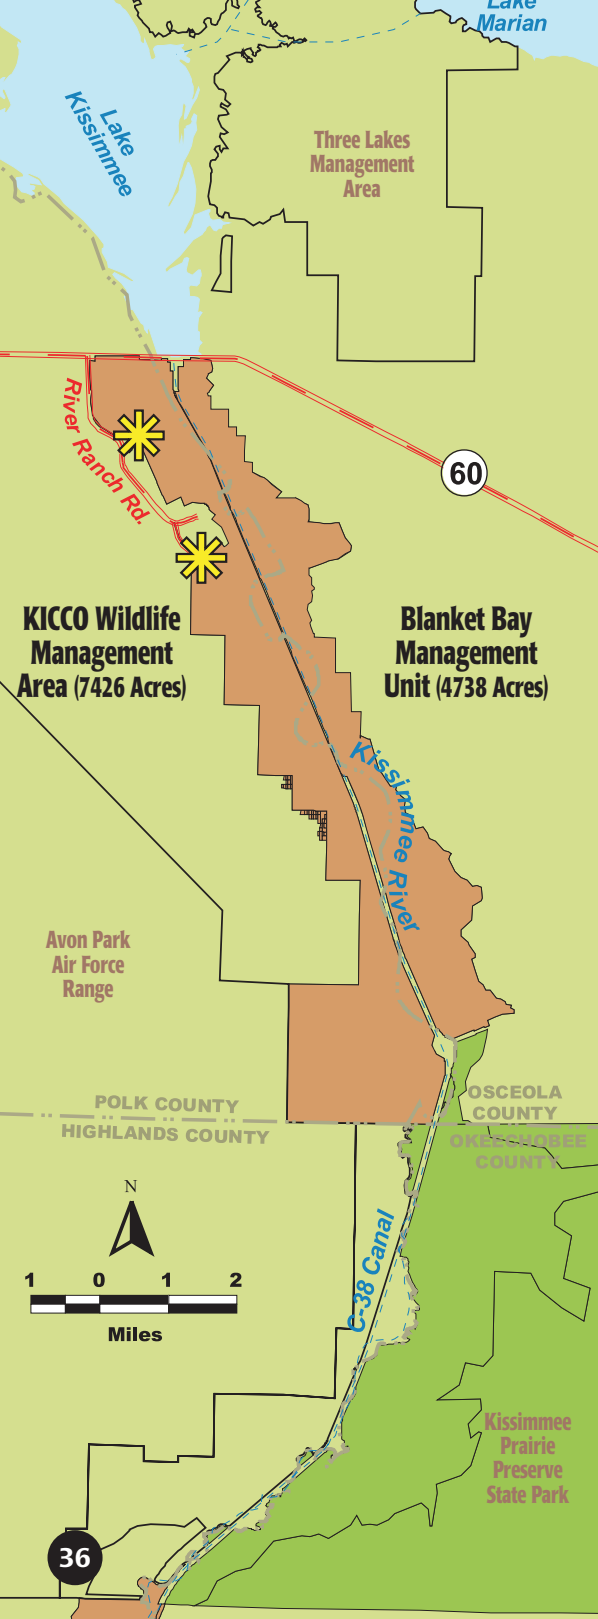 Lake
Marian
Lake
Kissimmee
Three Lakes
Management
Area
River Ranch Rd.
60
KICCO Wildlife
Management
Area (7426 Acres)
Blanket Bay
Management
Unit (4738 Acres)
Kissimmee River
Avon Park
Air Force
Range
POLK COUNTY
HIGHLANDS COUNTY
OSCEOLA
COUNTY
OKEECHOBEE
COUNTY
N
1 0 1 2
Miles
C-38 Canal
Kissimmee
Prairie
Preserve
State Park
36